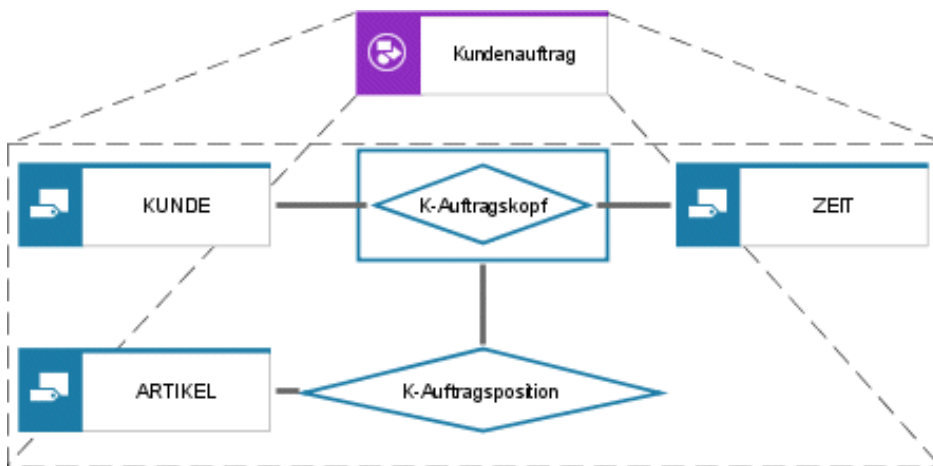 Kundenauftrag
KUNDE
K-Auftragskopf
ZEIT
ARTIKEL
K-Auftragsposition